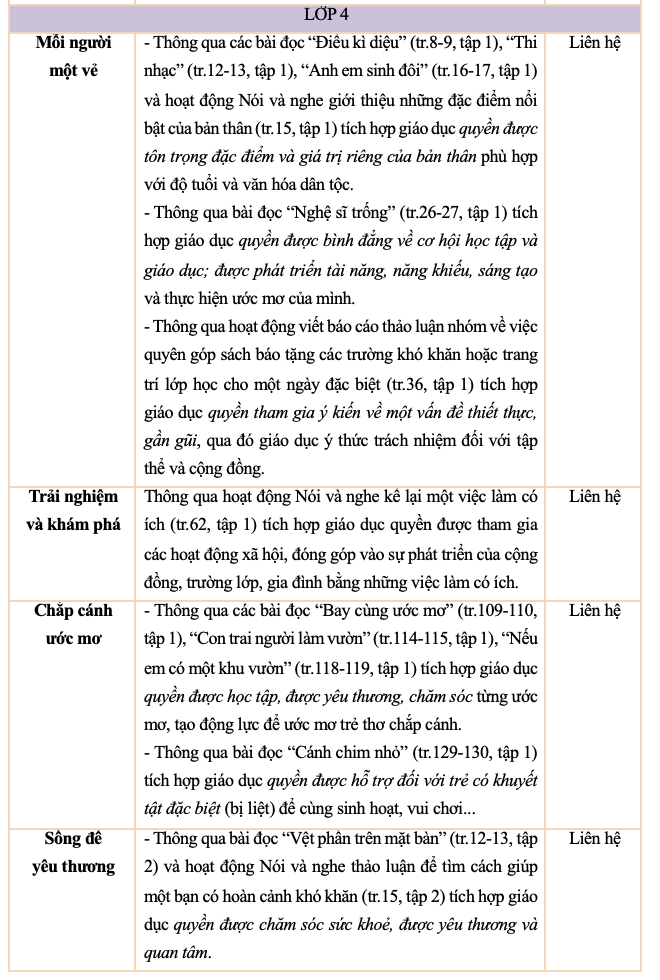 LỚP 4
Mỗi người
một vẻ
- Thông qua các bài đọc “Điều kì diệu” (tr.8-9, tập 1), “Thi
nhạc” (tr.12-13, tập 1), “Anh em sinh đôi” (tr.16-17, tập 1)
và hoạt động Nói và nghe giới thiệu những đặc điểm nổi
bật của bản thân (tr.15, tập 1) tích hợp giáo dục quyền được
tôn trọng đặc điểm và giá trị riêng của bản thân phù hợp
với độ tuổi và văn hóa dân tộc.
- Thông qua bài đọc “Nghệ sĩ trống” (tr.26-27, tập 1) tích
hợp giáo dục quyền được bình đẳng về cơ hội học tập và
giáo dục; được phát triển tài năng, năng khiếu, sáng tạo
và thực hiện ước mơ của mình.
- Thông qua hoạt động viết báo cáo thảo luận nhóm về việc
quyên góp sách báo tặng các trường khó khăn hoặc trang
trí lớp học cho một ngày đặc biệt (tr.36, tập 1) tích hợp
giáo dục quyền tham gia ý kiến về một vấn đề thiết thực,
gần gũi, qua đó giáo dục ý thức trách nhiệm đối với tập
thể và cộng đồng.
Liên hệ
Trải nghiệm
và khám phá
Thông qua hoạt động Nói và nghe kể lại một việc làm có
ích (tr.62, tập 1) tích hợp giáo dục quyền được tham gia
các hoạt động xã hội, đóng góp vào sự phát triển của cộng
đồng, trường lớp, gia đình bằng những việc làm có ích.
Liên hệ
Chắp cánh
ước mơ
- Thông qua các bài đọc “Bay cùng ước mơ” (tr.109-110,
tập 1), “Con trai người làm vườn” (tr.114-115, tập 1), “Nếu
em có một khu vườn” (tr.118-119, tập 1) tích hợp giáo dục
quyền được học tập, được yêu thương, chăm sóc từng ước
mơ, tạo động lực để ước mơ trẻ thơ chắp cánh.
- Thông qua bài đọc “Cánh chim nhỏ” (tr.129-130, tập 1)
tích hợp giáo dục quyền được hỗ trợ đối với trẻ có khuyết
tật đặc biệt (bị liệt) để cùng sinh hoạt, vui chơi...
Liên hệ
Sống để
yêu thương
- Thông qua bài đọc “Vệt phấn trên mặt bàn” (tr.12-13, tập
2) và hoạt động Nói và nghe thảo luận để tìm cách giúp
một bạn có hoàn cảnh khó khăn (tr.15, tập 2) tích hợp giáo
dục quyền được chăm sóc sức khoẻ, được yêu thương và
quan tâm.
Liên hệ